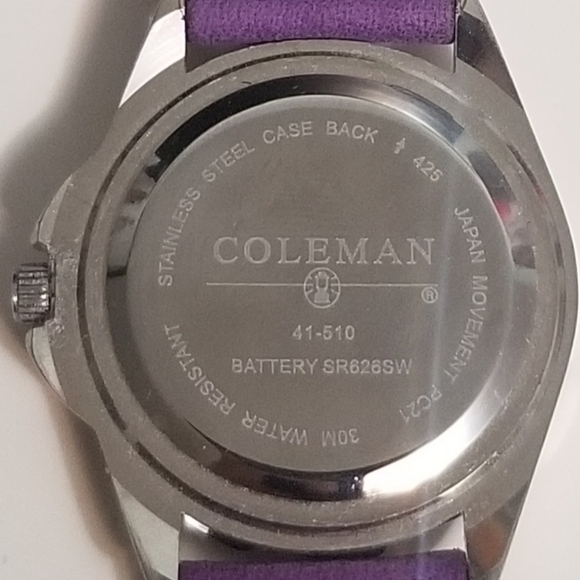 STAINLESS STEEL CASE BACK 425
JAPAN MOVEMENT PC21
30M WATER RESISTANT
COLEMAN
®
41-510
BATTERY SR626SW